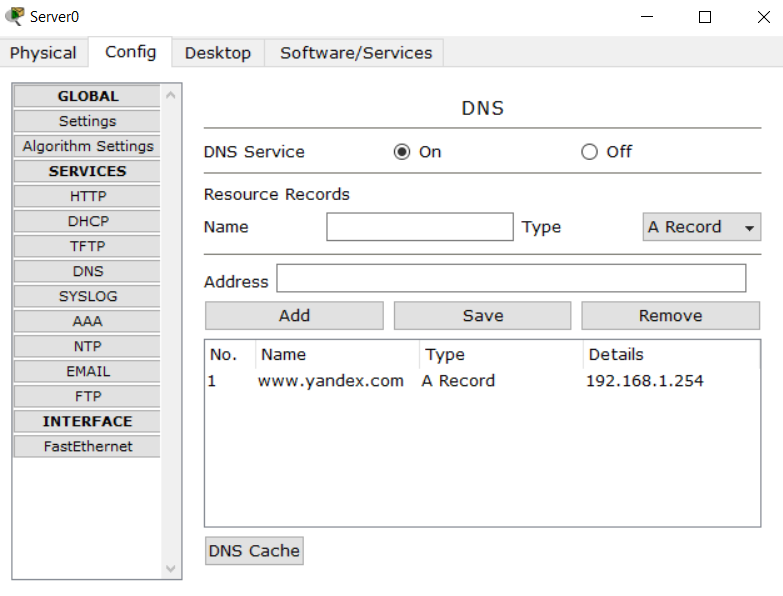 Server0
Physical Config Desktop Software/Services
GLOBAL
Settings
Algorithm Settings
SERVICES
HTTP
DHCP
TFTP
DNS
SYSLOG
AAA
NTP
EMAIL
FTP
INTERFACE
FastEthernet
DNS
DNS Service On Off
Resource Records
Name Type A Record
Address
Add Save Remove
No. Name Type Details
1 www.yandex.com A Record 192.168.1.254
DNS Cache